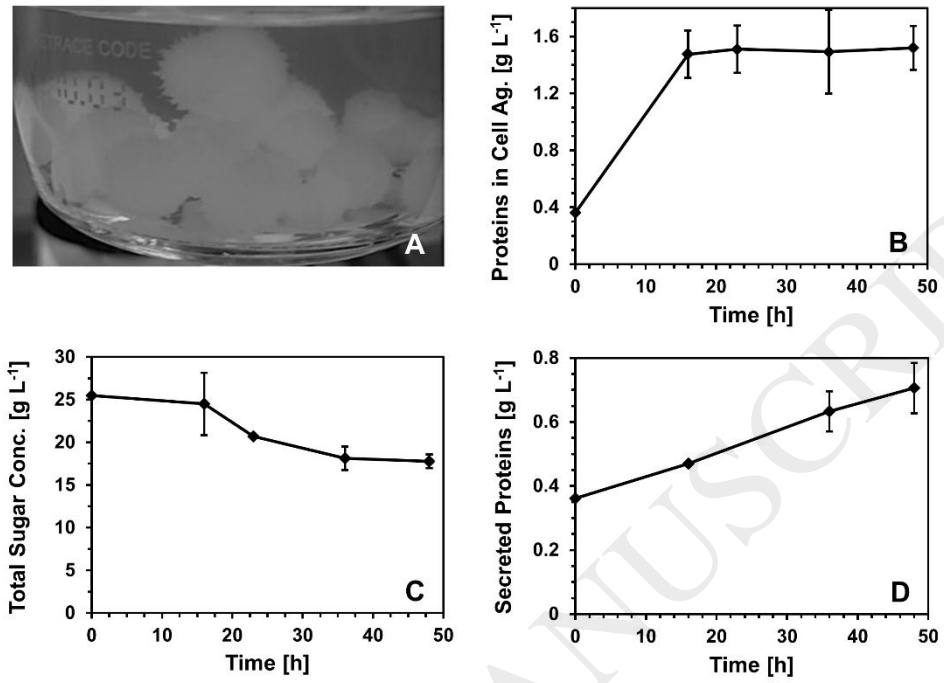 ETRACE CODE
A
Proteins in Cell Ag. [g L-1]
1.6
1.2
0.8
0.4
0
0 10 20 30 40 50
Time [h]
B
Total Sugar Conc. [g L-1]
30
25
20
15
10
5
0
0 10 20 30 40 50
Time [h]
C
Secreted Proteins [g L-1]
0.8
0.6
0.4
0.2
0
0 10 20 30 40 50
Time [h]
D
ANUSCRI